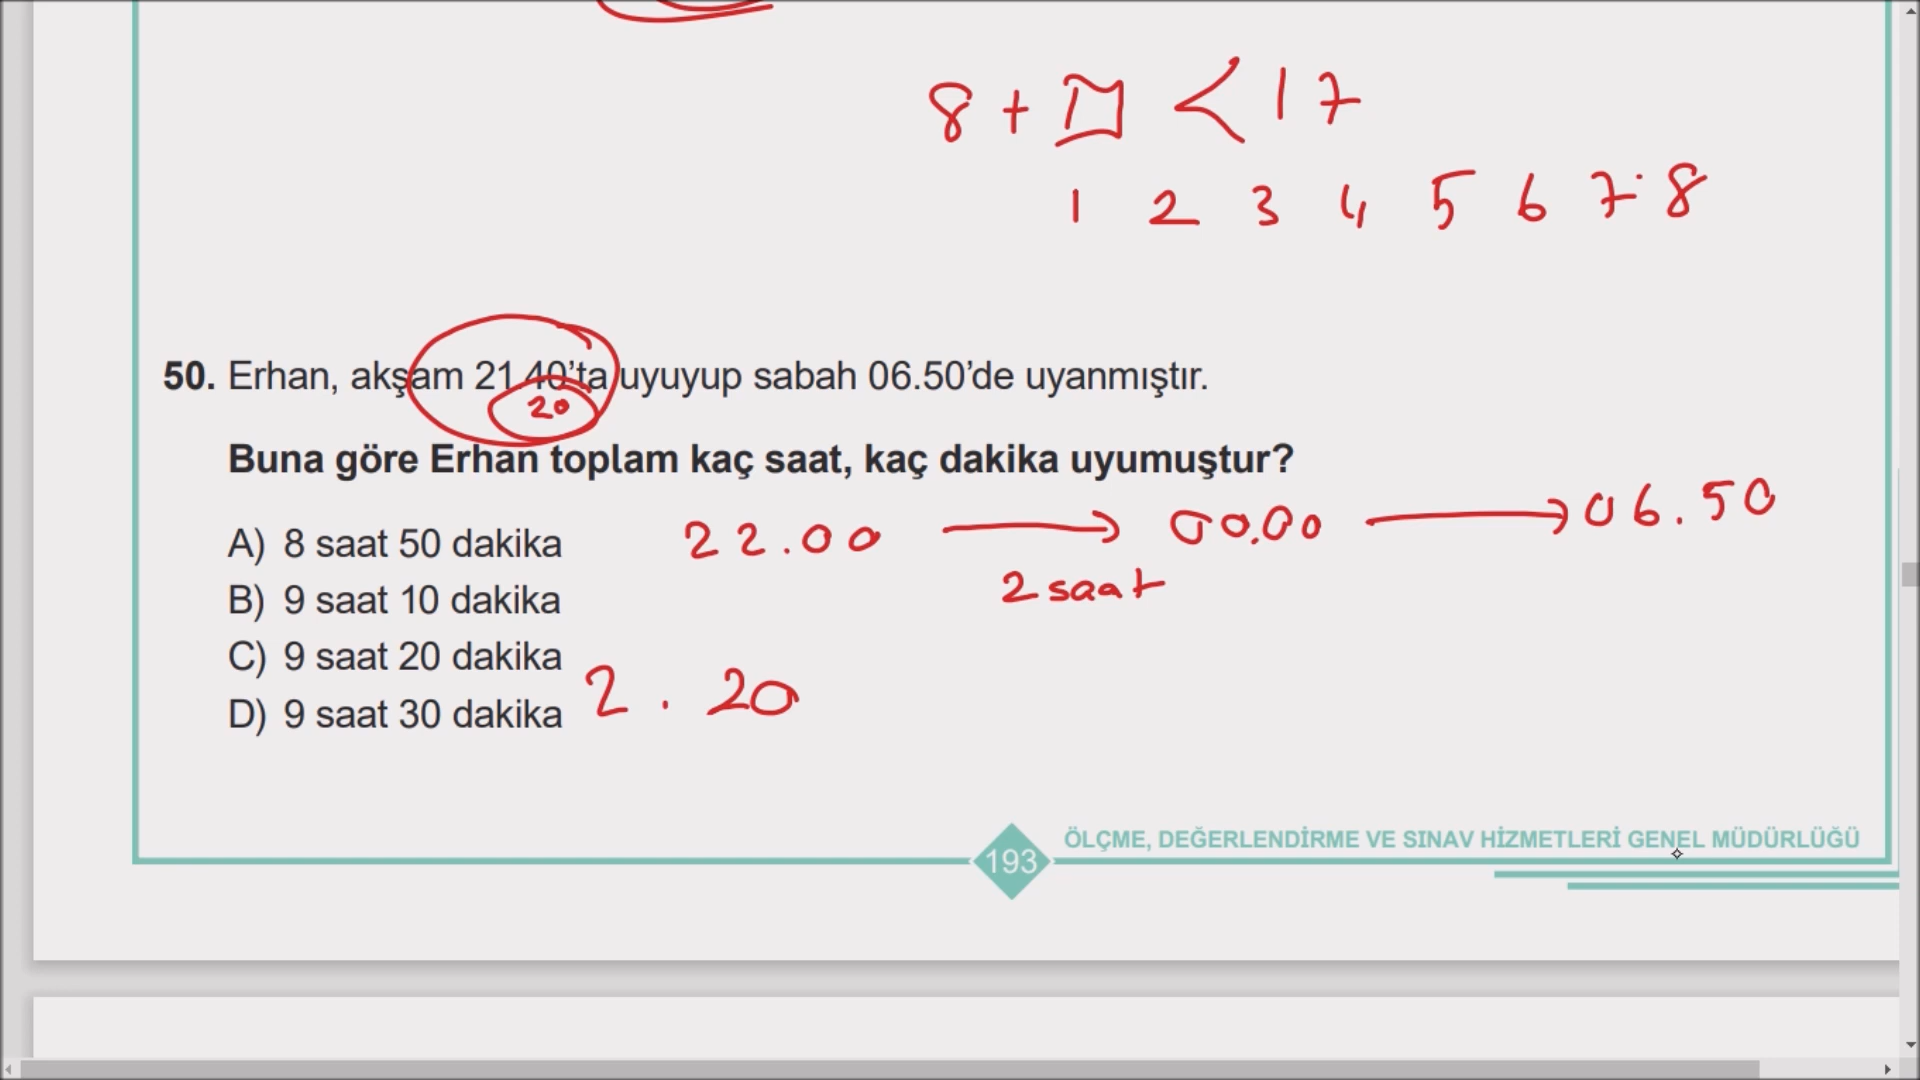 8 + □ < 17
1 2 3 4 5 6 7 8
50. Erhan, akşam 21.40’ta uyuyup sabah 06.50’de uyanmıştır.
20
Buna göre Erhan toplam kaç saat, kaç dakika uyumuştur?
22.00 → 00.00 → 06.50
2 saat
A) 8 saat 50 dakika
B) 9 saat 10 dakika
C) 9 saat 20 dakika
D) 9 saat 30 dakika
2 . 20
ÖLÇME, DEĞERLENDİRME VE SINAV HİZMETLERİ GENEL MÜDÜRLÜĞÜ
193